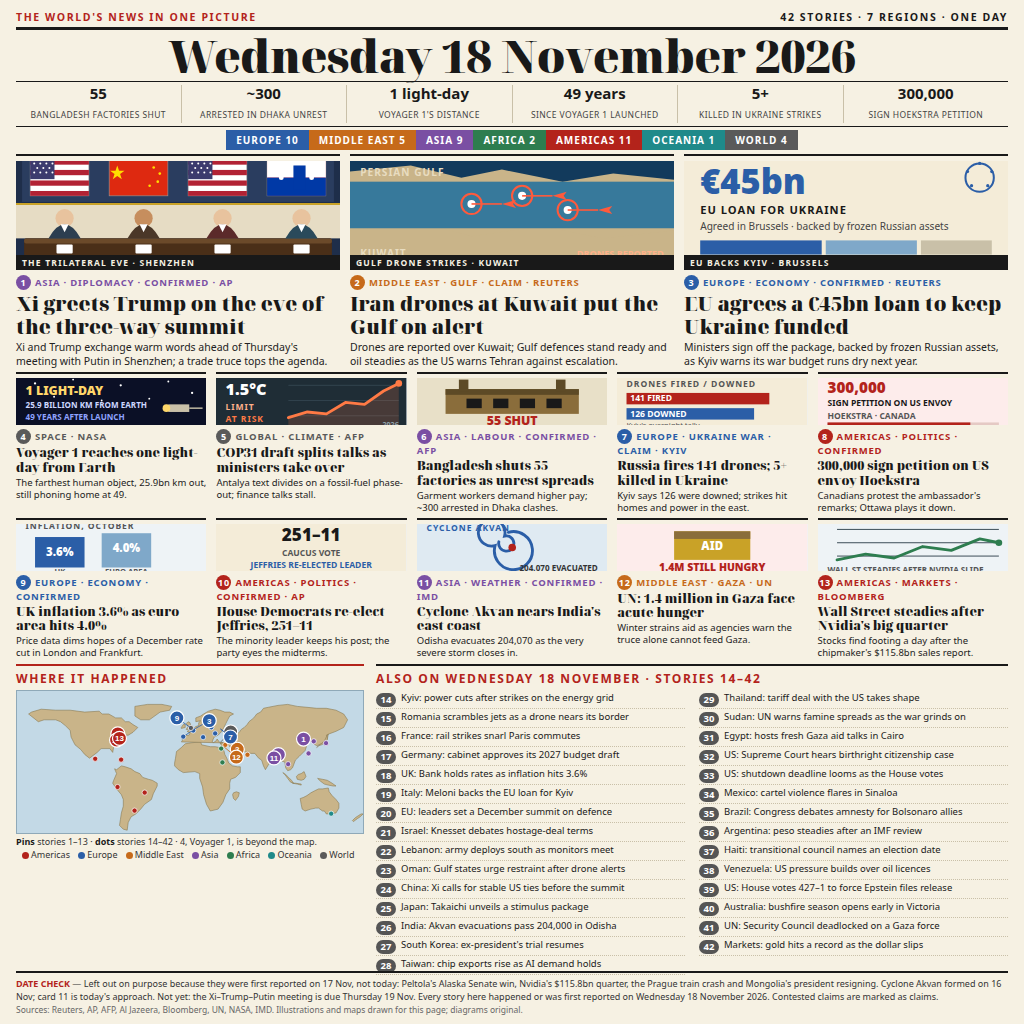 THE WORLD'S NEWS IN ONE PICTURE
42 STORIES · 7 REGIONS · ONE DAY
Wednesday 18 November 2026
55
BANGLADESH FACTORIES SHUT
~300
ARRESTED IN DHAKA UNREST
1 light-day
VOYAGER 1'S DISTANCE
49 years
SINCE VOYAGER 1 LAUNCHED
5+
KILLED IN UKRAINE STRIKES
300,000
SIGN HOEKSTRA PETITION
EUROPE 10 MIDDLE EAST 5 ASIA 9 AFRICA 2 AMERICAS 11 OCEANIA 1 WORLD 4
THE TRILATERAL EVE · SHENZHEN
1 ASIA · DIPLOMACY · CONFIRMED · AP
Xi greets Trump on the eve of
the three-way summit
Xi and Trump exchange warm words ahead of Thursday's
meeting with Putin in Shenzhen; a trade truce tops the agenda.
PERSIAN GULF
KUWAIT
DRONES REPORTED
GULF DRONE STRIKES · KUWAIT
2 MIDDLE EAST · GULF · CLAIM · REUTERS
Iran drones at Kuwait put the
Gulf on alert
Drones are reported over Kuwait; Gulf defences stand ready and
oil steadies as the US warns Tehran against escalation.
€45bn
EU LOAN FOR UKRAINE
Agreed in Brussels · backed by frozen Russian assets
EU BACKS KYIV · BRUSSELS
3 EUROPE · ECONOMY · CONFIRMED · REUTERS
EU agrees a €45bn loan to keep
Ukraine funded
Ministers sign off the package, backed by frozen Russian assets,
as Kyiv warns its war budget runs dry next year.
1 LIGHT-DAY
25.9 BILLION KM FROM EARTH
49 YEARS AFTER LAUNCH
4 SPACE · NASA
Voyager 1 reaches one light-
day from Earth
The farthest human object, 25.9bn km out,
still phoning home at 49.
1.5°C
LIMIT
AT RISK
2026
5 GLOBAL · CLIMATE · AFP
COP31 draft splits talks as
ministers take over
Antalya text divides on a fossil-fuel phase-
out; finance talks stall.
55 SHUT
6 ASIA · LABOUR · CONFIRMED ·
AFP
Bangladesh shuts 55
factories as unrest spreads
Garment workers demand higher pay;
~300 arrested in Dhaka clashes.
DRONES FIRED / DOWNED
141 FIRED
126 DOWNED
Kyiv's overnight tally
7 EUROPE · UKRAINE WAR ·
CLAIM · KYIV
Russia fires 141 drones; 5+
killed in Ukraine
Kyiv says 126 were downed; strikes hit
homes and power in the east.
300,000
SIGN PETITION ON US ENVOY
HOEKSTRA · CANADA
8 AMERICAS · POLITICS ·
CONFIRMED
300,000 sign petition on US
envoy Hoekstra
Canadians protest the ambassador's
remarks; Ottawa plays it down.
INFLATION, OCTOBER
3.6%
4.0%
UK
EURO AREA
9 EUROPE · ECONOMY ·
CONFIRMED
UK inflation 3.6% as euro
area hits 4.0%
Price data dims hopes of a December rate
cut in London and Frankfurt.
251–11
CAUCUS VOTE
JEFFRIES RE-ELECTED LEADER
10 AMERICAS · POLITICS ·
CONFIRMED · AP
House Democrats re-elect
Jeffries, 251–11
The minority leader keeps his post; the
party eyes the midterms.
CYCLONE AKVAN
204,070 EVACUATED
11 ASIA · WEATHER · CONFIRMED ·
IMD
Cyclone Akvan nears India's
east coast
Odisha evacuates 204,070 as the very
severe storm closes in.
AID
1.4M STILL HUNGRY
12 MIDDLE EAST · GAZA · UN
UN: 1.4 million in Gaza face
acute hunger
Winter strains aid as agencies warn the
truce alone cannot feed Gaza.
WALL ST STEADIES AFTER NVIDIA SLIDE
13 AMERICAS · MARKETS ·
BLOOMBERG
Wall Street steadies after
Nvidia's big quarter
Stocks find footing a day after the
chipmaker's $115.8bn sales report.
WHERE IT HAPPENED
9
3
13
7
12
11
1
Pins stories 1–13 · dots stories 14–42 · 4, Voyager 1, is beyond the map.
Americas Europe Middle East Asia Africa Oceania World
ALSO ON WEDNESDAY 18 NOVEMBER · STORIES 14–42
14 Kyiv: power cuts after strikes on the energy grid
15 Romania scrambles jets as a drone nears its border
16 France: rail strikes snarl Paris commutes
17 Germany: cabinet approves its 2027 budget draft
18 UK: Bank holds rates as inflation hits 3.6%
19 Italy: Meloni backs the EU loan for Kyiv
20 EU: leaders set a December summit on defence
21 Israel: Knesset debates hostage-deal terms
22 Lebanon: army deploys south as monitors meet
23 Oman: Gulf states urge restraint after drone alerts
24 China: Xi calls for stable US ties before the summit
25 Japan: Takaichi unveils a stimulus package
26 India: Akvan evacuations pass 204,000 in Odisha
27 South Korea: ex-president's trial resumes
28 Taiwan: chip exports rise as AI demand holds
29 Thailand: tariff deal with the US takes shape
30 Sudan: UN warns famine spreads as the war grinds on
31 Egypt: hosts fresh Gaza aid talks in Cairo
32 US: Supreme Court hears birthright citizenship case
33 US: shutdown deadline looms as the House votes
34 Mexico: cartel violence flares in Sinaloa
35 Brazil: Congress debates amnesty for Bolsonaro allies
36 Argentina: peso steadies after an IMF review
37 Haiti: transitional council names an election date
38 Venezuela: US pressure builds over oil licences
39 US: House votes 427–1 to force Epstein files release
40 Australia: bushfire season opens early in Victoria
41 UN: Security Council deadlocked on a Gaza force
42 Markets: gold hits a record as the dollar slips
DATE CHECK — Left out on purpose because they were first reported on 17 Nov, not today: Peltola's Alaska Senate win, Nvidia's $115.8bn quarter, the Prague train crash and Mongolia's president resigning. Cyclone Akvan formed on 16
Nov; card 11 is today's approach. Not yet: the Xi–Trump–Putin meeting is due Thursday 19 Nov. Every story here happened or was first reported on Wednesday 18 November 2026. Contested claims are marked as claims.
Sources: Reuters, AP, AFP, Al Jazeera, Bloomberg, UN, NASA, IMD. Illustrations and maps drawn for this page; diagrams original.